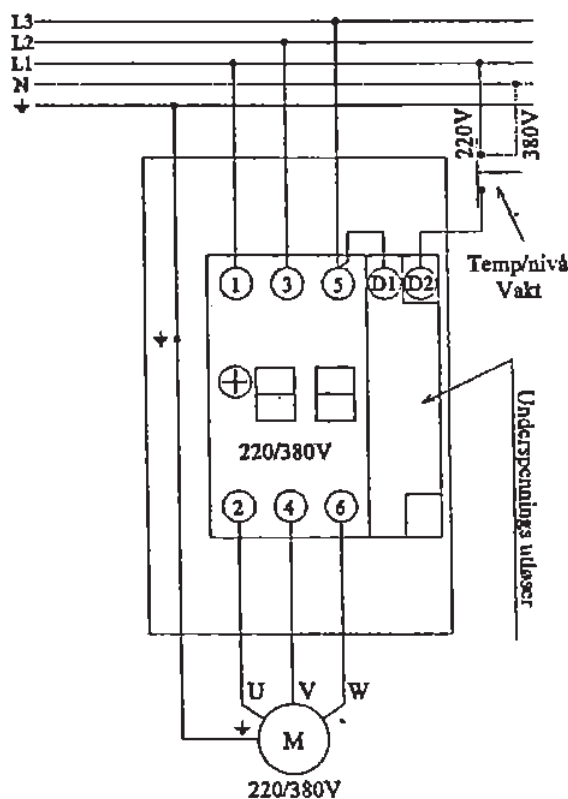 L3
L2
L1
N
220V
380V
Temp/nivå
Vakt
1 3 5 D1 D2
220/380V
Underspennings utløser
2 4 6
U V W
M
220/380V